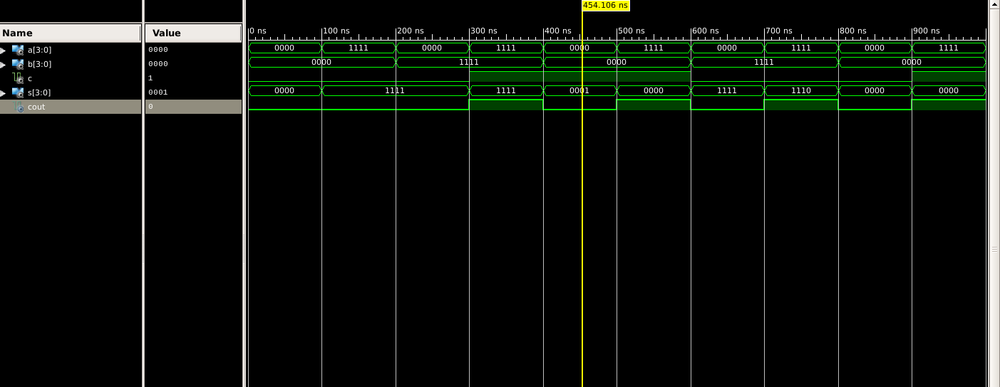 454.106 ns
Name Value 0 ns 100 ns 200 ns 300 ns 400 ns 500 ns 600 ns 700 ns 800 ns 900 ns
a[3:0] 0000 0000 1111 0000 1111 0000 1111 0000 1111 0000 1111
b[3:0] 0000 0000 1111 0000 1111 0000
c 1
s[3:0] 0001 0000 1111 1111 0001 0000 1111 1110 0000 0000
cout 0